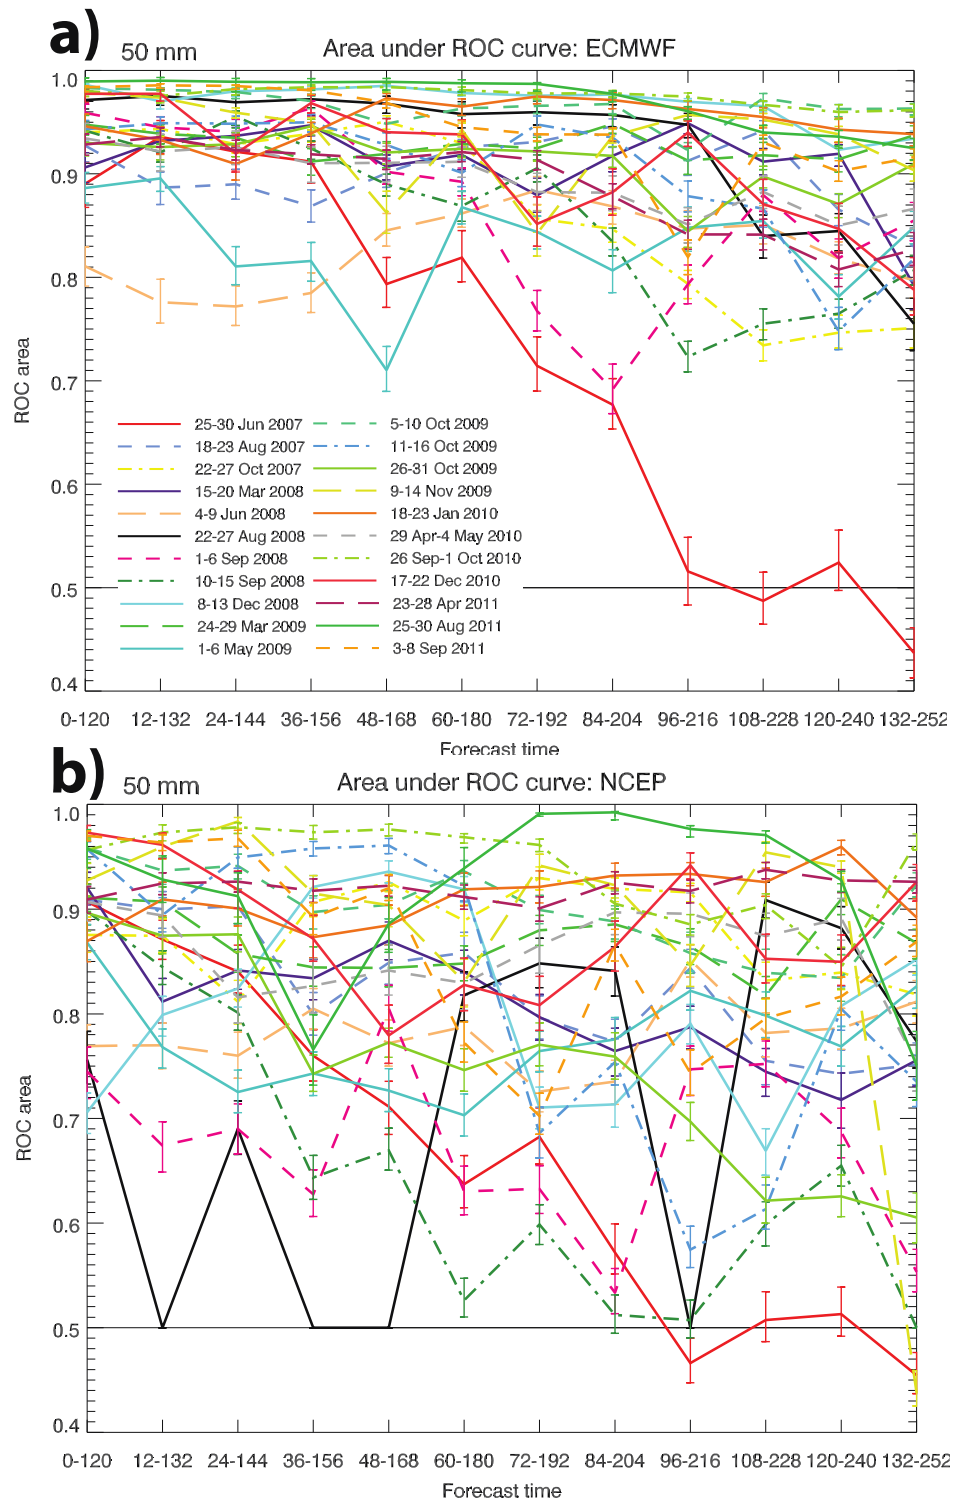 a)
50 mm
Area under ROC curve: ECMWF
1.0
0.9
0.8
0.7
0.6
0.5
0.4
ROC area
25-30 Jun 2007
18-23 Aug 2007
22-27 Oct 2007
15-20 Mar 2008
4-9 Jun 2008
22-27 Aug 2008
1-6 Sep 2008
10-15 Sep 2008
8-13 Dec 2008
24-29 Mar 2009
1-6 May 2009
5-10 Oct 2009
11-16 Oct 2009
26-31 Oct 2009
9-14 Nov 2009
18-23 Jan 2010
29 Apr-4 May 2010
26 Sep-1 Oct 2010
17-22 Dec 2010
23-28 Apr 2011
25-30 Aug 2011
3-8 Sep 2011
0-120 12-132 24-144 36-156 48-168 60-180 72-192 84-204 96-216 108-228 120-240 132-252
Forecast time
b)
50 mm
Area under ROC curve: NCEP
1.0
0.9
0.8
0.7
0.6
0.5
0.4
ROC area
0-120 12-132 24-144 36-156 48-168 60-180 72-192 84-204 96-216 108-228 120-240 132-252
Forecast time